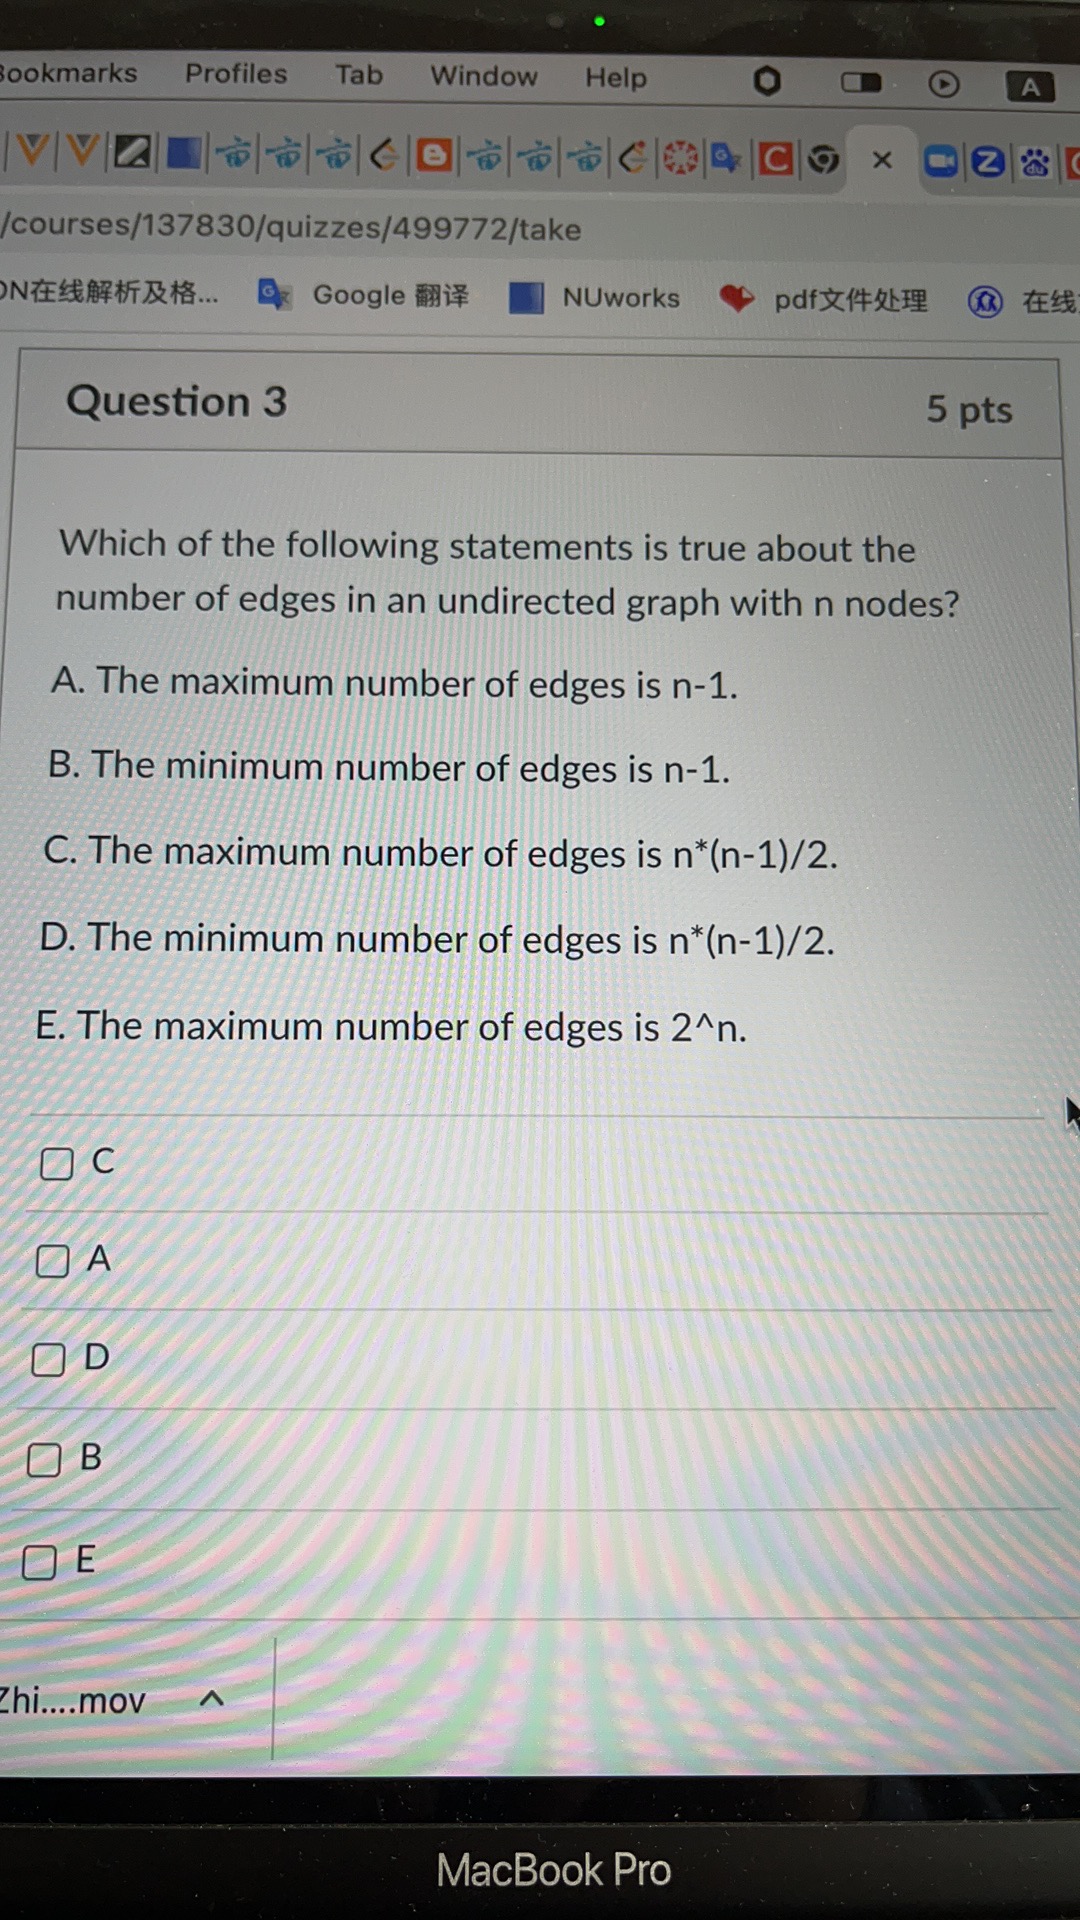 Bookmarks Profiles Tab Window Help A
/courses/137830/quizzes/499772/take
ON在线解析及格... Google 翻译 NUworks pdf文件处理 在线
Question 3
5 pts
Which of the following statements is true about the
number of edges in an undirected graph with n nodes?
A. The maximum number of edges is n-1.
B. The minimum number of edges is n-1.
C. The maximum number of edges is n*(n-1)/2.
D. The minimum number of edges is n*(n-1)/2.
E. The maximum number of edges is 2^n.
C
A
D
B
E
Zhi....mov
MacBook Pro